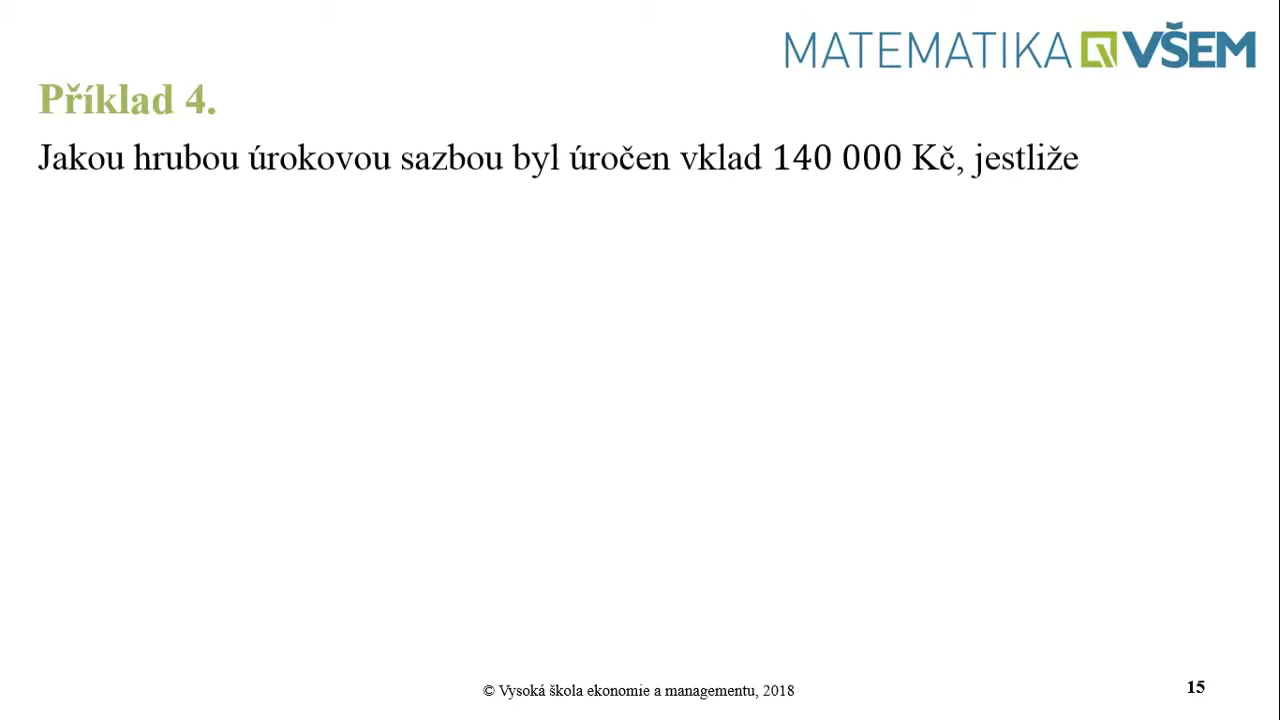 MATEMATIKA VŠEM
Příklad 4.
Jakou hrubou úrokovou sazbou byl úročen vklad 140 000 Kč, jestliže
© Vysoká škola ekonomie a managementu, 2018
15